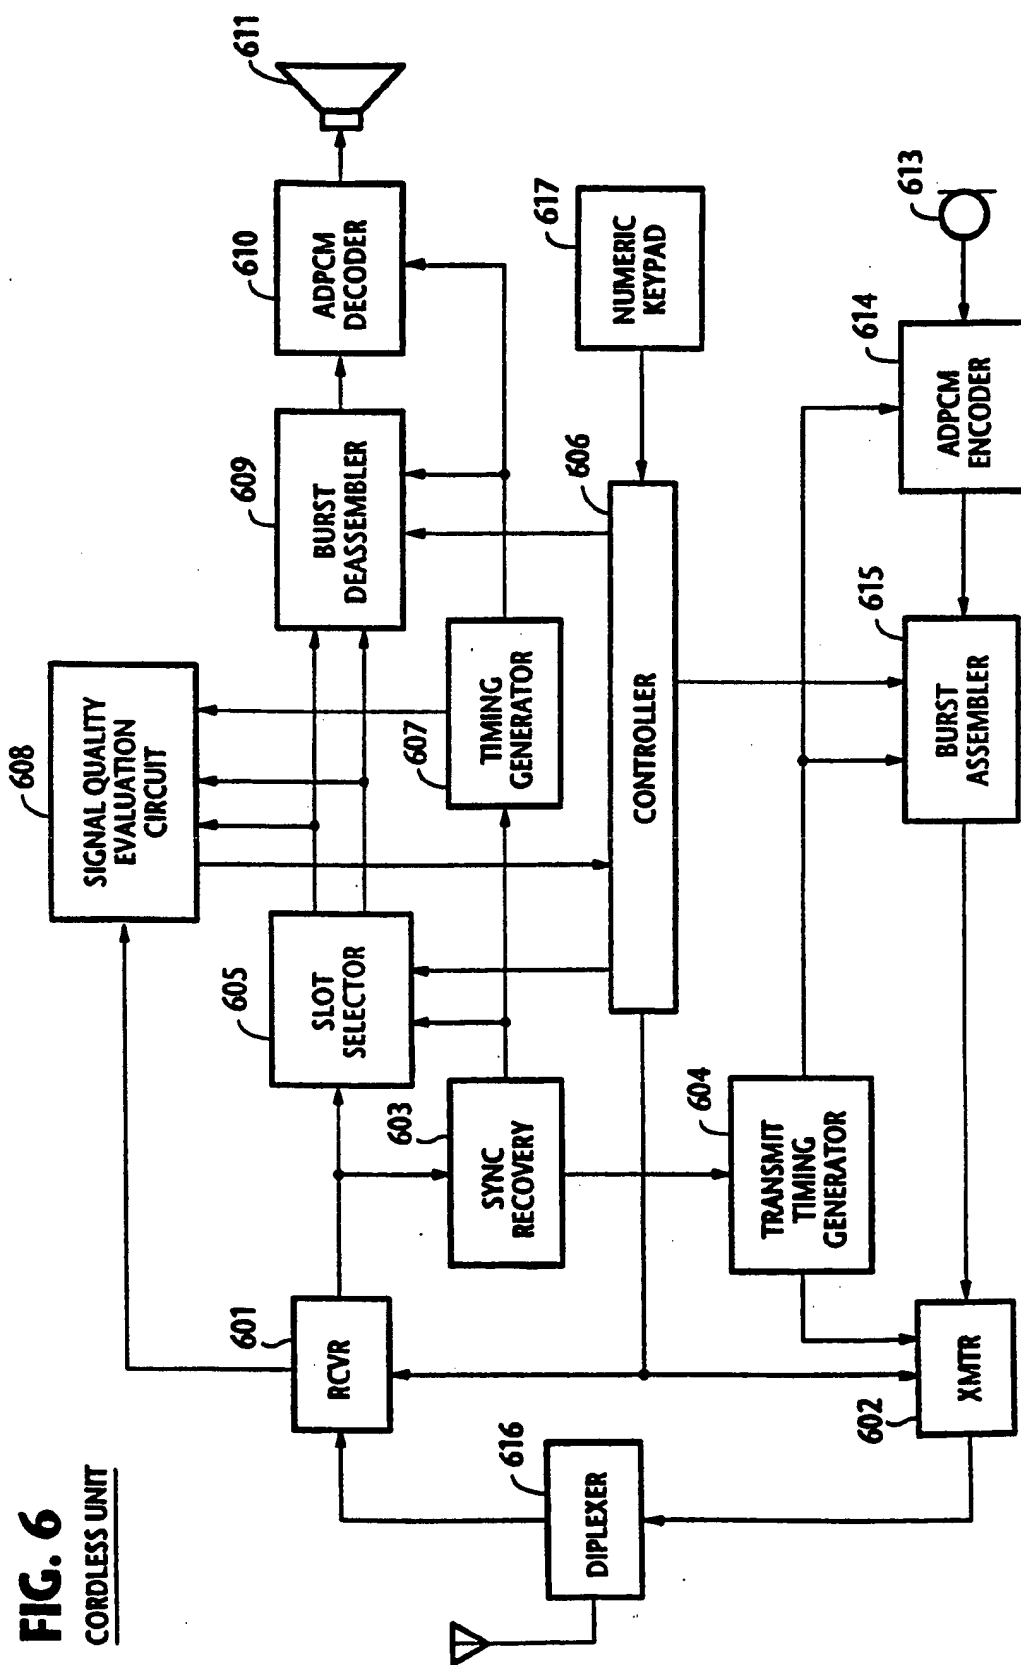 FIG. 6
CORDLESS UNIT
611
610
ADPCM
DECODER
617
NUMERIC
KEYPAD
613
614
ADPCM
ENCODER
609
BURST
DEASSEMBLER
606
CONTROLLER
615
BURST
ASSEMBLER
608
SIGNAL QUALITY
EVALUATION
CIRCUIT
607
TIMING
GENERATOR
605
SLOT
SELECTOR
603
SYNC
RECOVERY
604
TRANSMIT
TIMING
GENERATOR
601
RCVR
602
XMTR
616
DIPLEXER